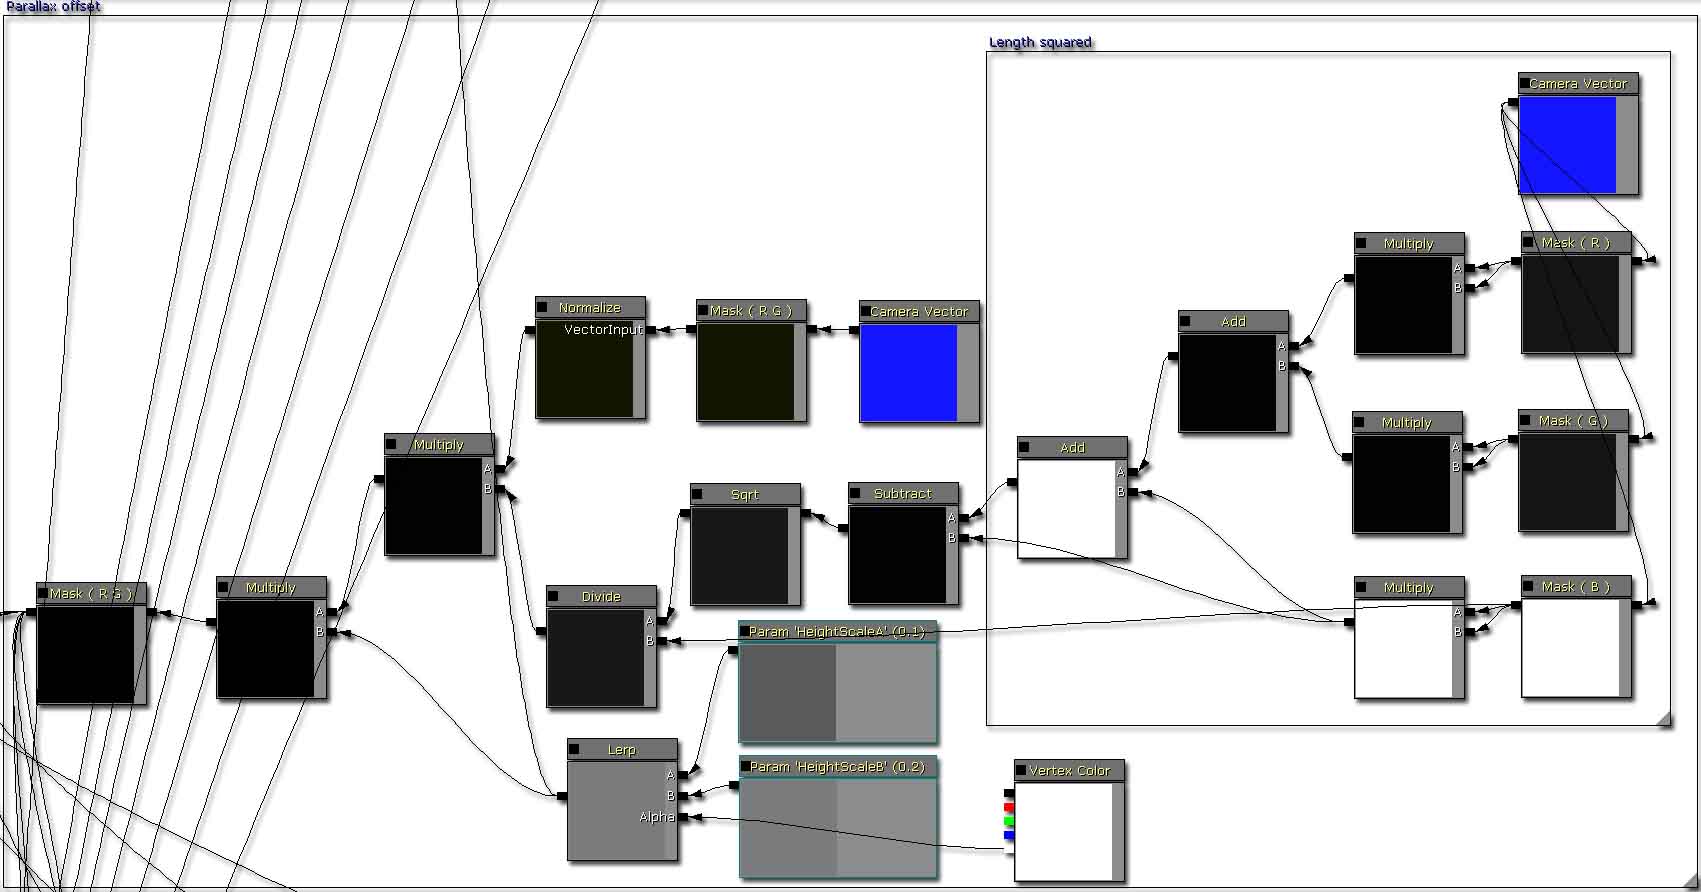 Parallax offset
Length squared
Camera Vector
Multiply
A
B
Mask ( R )
Normalize
VectorInput
Mask ( R G )
Camera Vector
Add
A
B
Multiply
A
B
Mask ( G )
Multiply
A
B
Add
A
B
Sqrt
Subtract
A
B
Mask ( R G )
Multiply
A
B
Divide
A
B
Multiply
A
B
Mask ( B )
Param 'HeightScaleA' (0.1)
Lerp
A
B
Alpha
Param 'HeightScaleB' (0.2)
Vertex Color